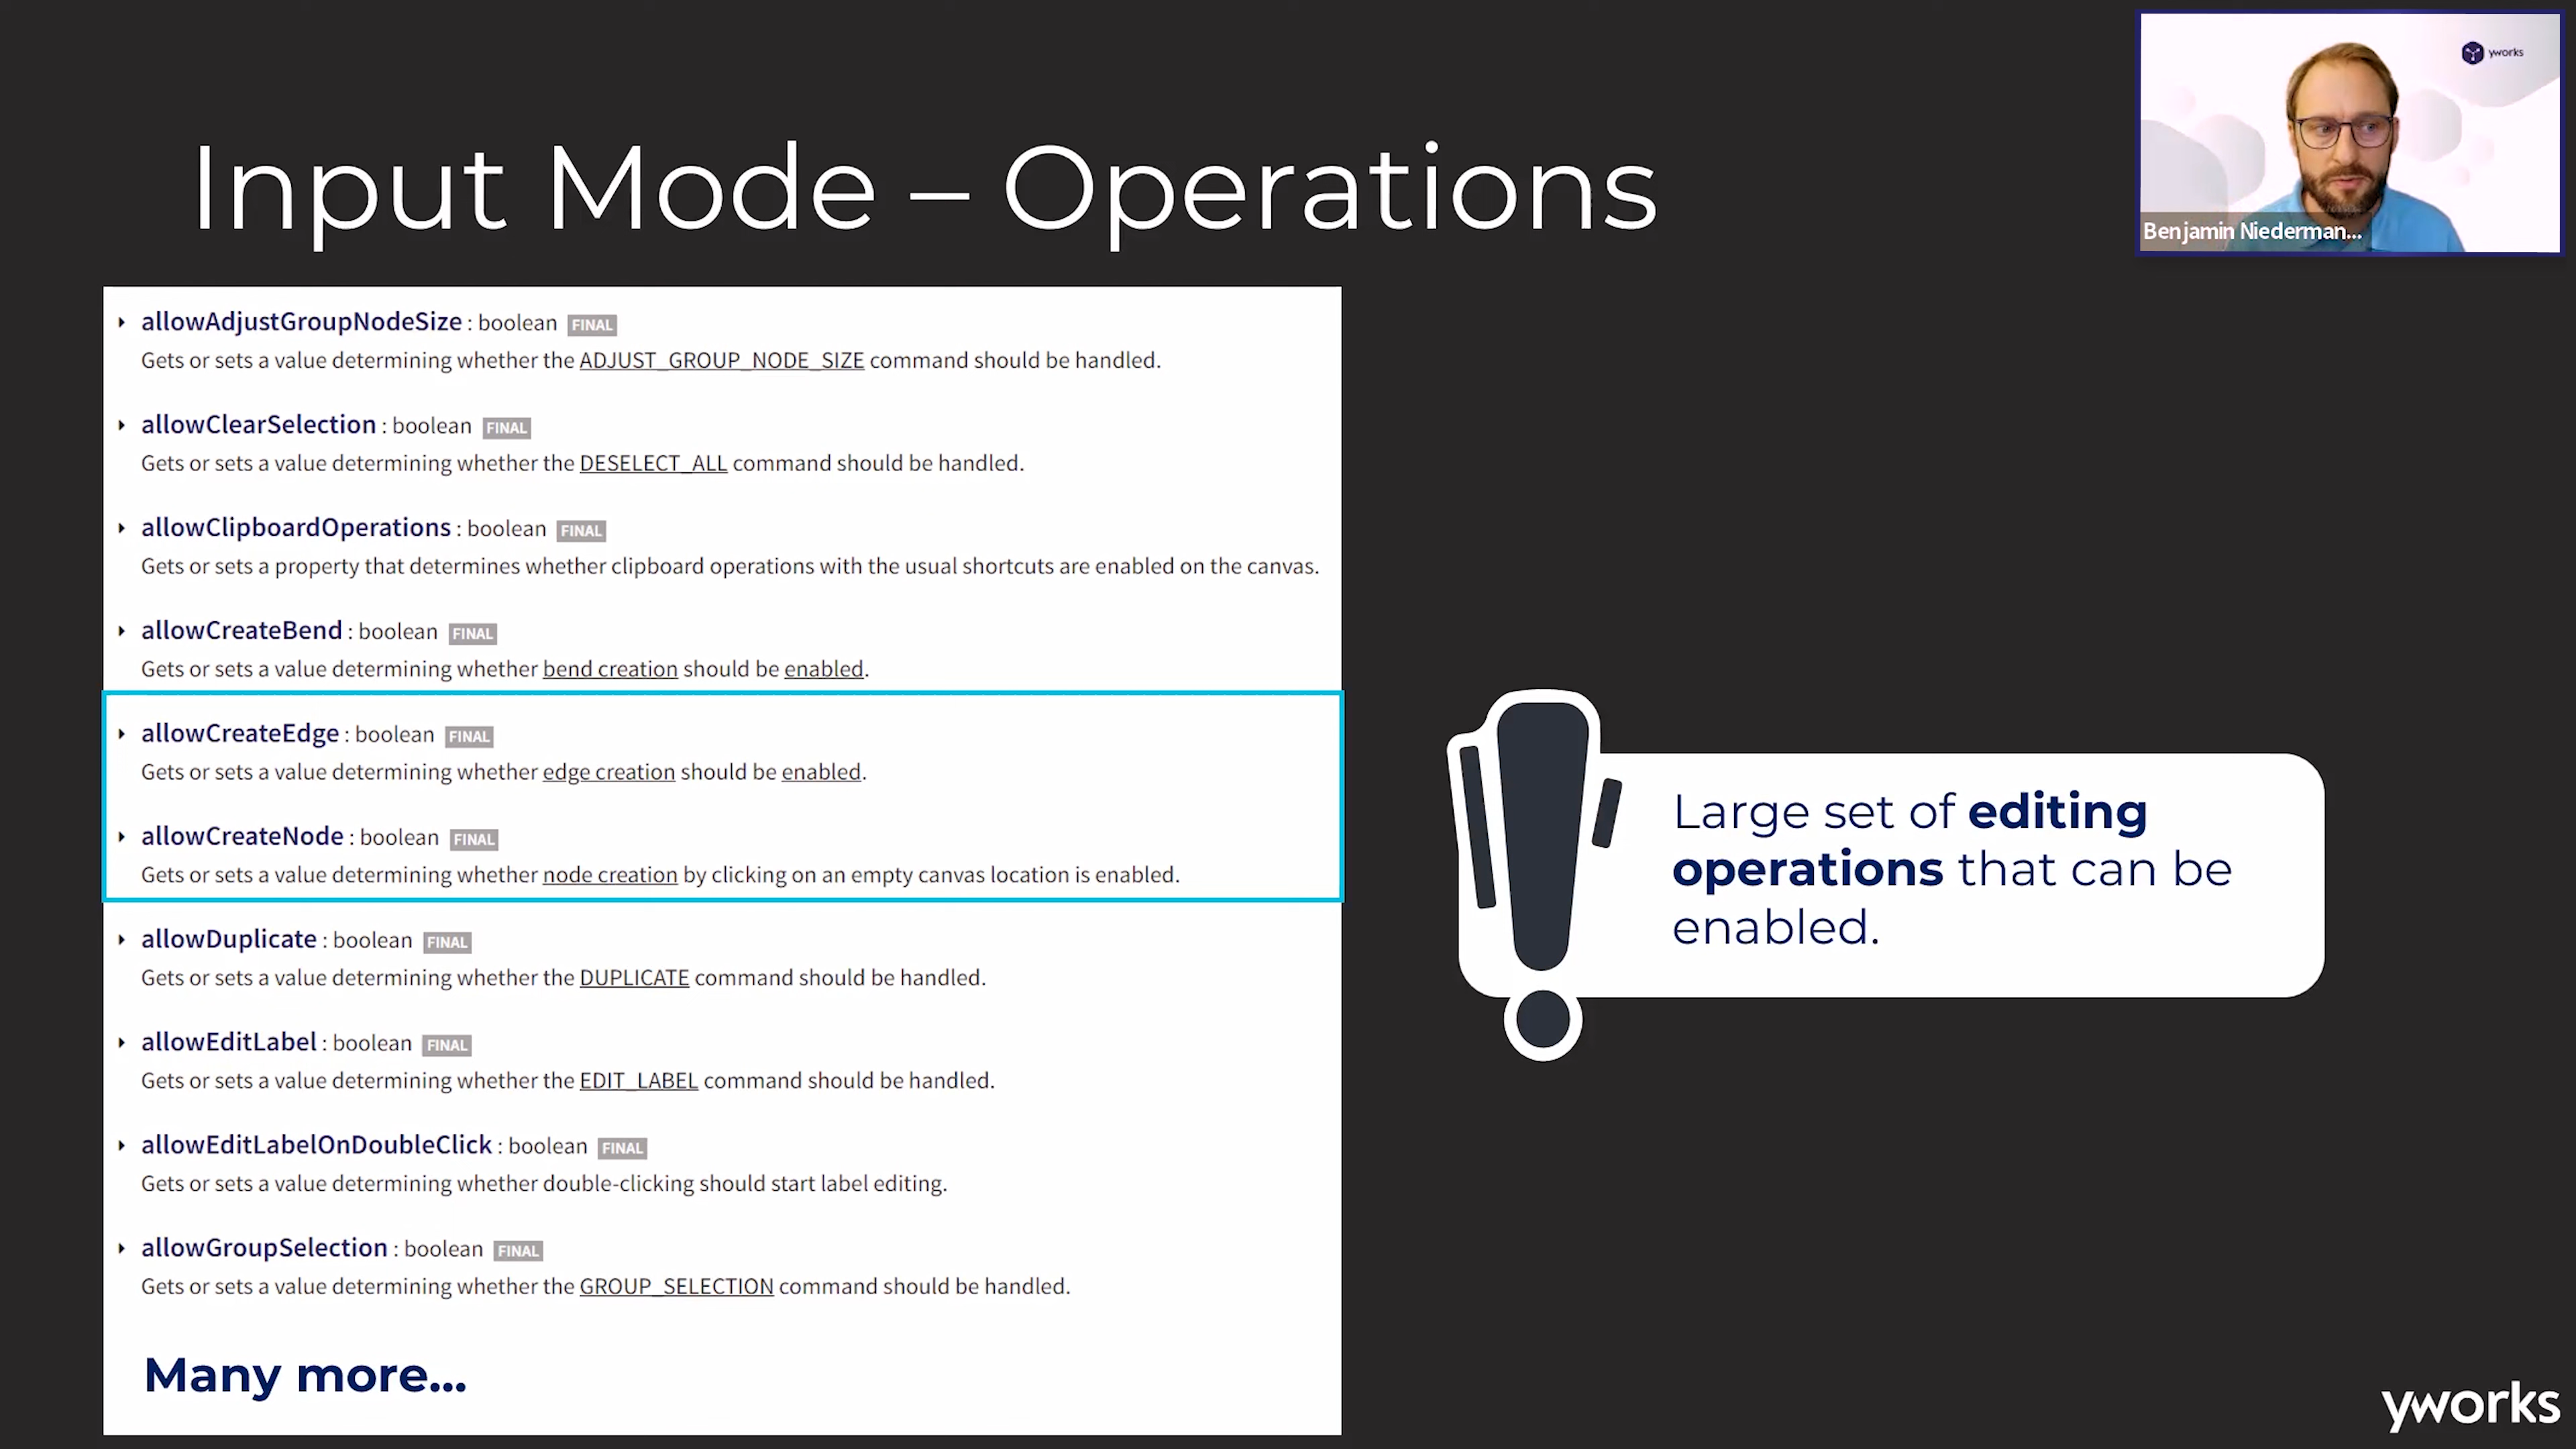 Input Mode – Operations
yworks
Benjamin Niederman...
allowAdjustGroupNodeSize : boolean FINAL
Gets or sets a value determining whether the ADJUST_GROUP_NODE_SIZE command should be handled.
allowClearSelection : boolean FINAL
Gets or sets a value determining whether the DESELECT_ALL command should be handled.
allowClipboardOperations : boolean FINAL
Gets or sets a property that determines whether clipboard operations with the usual shortcuts are enabled on the canvas.
allowCreateBend : boolean FINAL
Gets or sets a value determining whether bend creation should be enabled.
allowCreateEdge : boolean FINAL
Gets or sets a value determining whether edge creation should be enabled.
allowCreateNode : boolean FINAL
Gets or sets a value determining whether node creation by clicking on an empty canvas location is enabled.
allowDuplicate : boolean FINAL
Gets or sets a value determining whether the DUPLICATE command should be handled.
allowEditLabel : boolean FINAL
Gets or sets a value determining whether the EDIT_LABEL command should be handled.
allowEditLabelOnDoubleClick : boolean FINAL
Gets or sets a value determining whether double-clicking should start label editing.
allowGroupSelection : boolean FINAL
Gets or sets a value determining whether the GROUP_SELECTION command should be handled.
Many more...
Large set of editing
operations that can be
enabled.
yworks